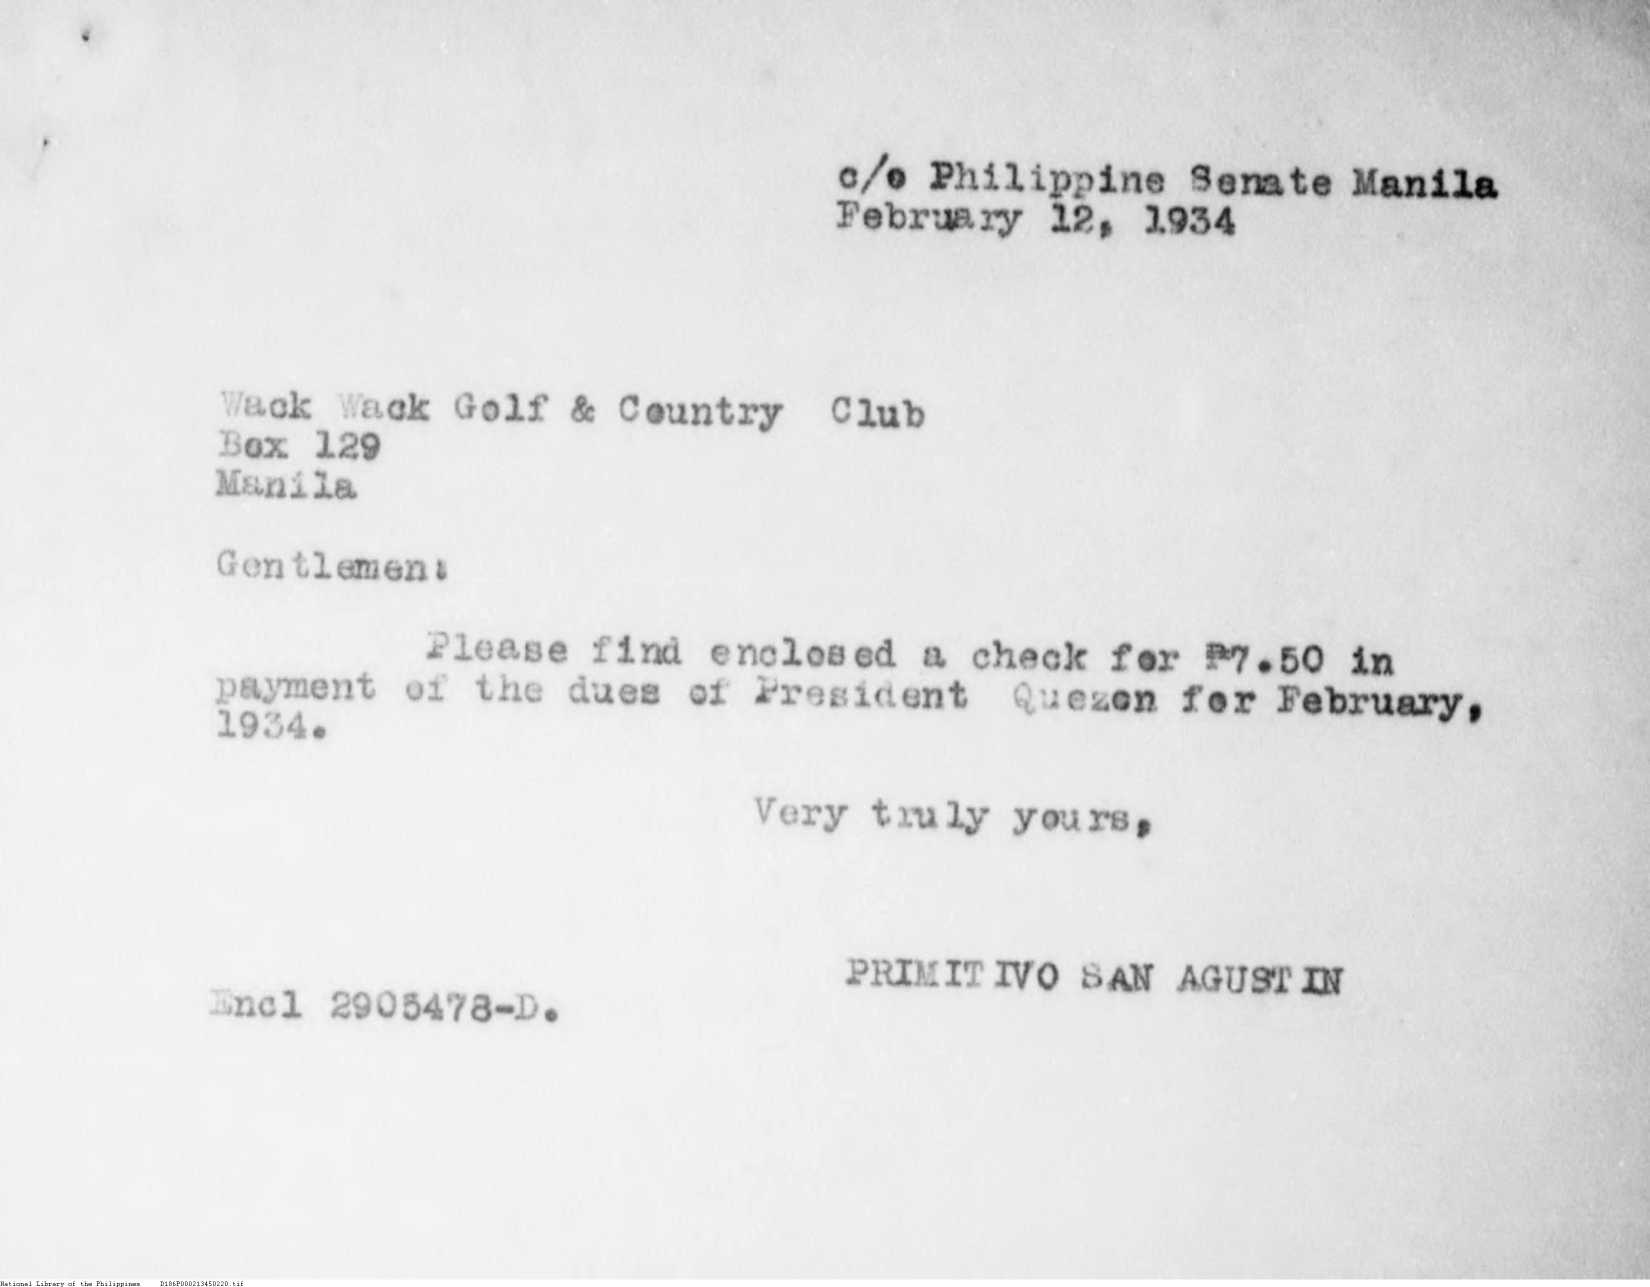 c/o Philippine Senate Manila
February 12, 1934
Wack Wack Golf & Country Club
Box 129
Manila
Gentlemen:
Please find enclosed a check for ₱7.50 in
payment of the dues of President Quezon for February,
1934.
Very truly yours,
PRIMITIVO SAN AGUSTIN
Encl 2905478-D.
National Library of the Philippines D186P000213450220.tif